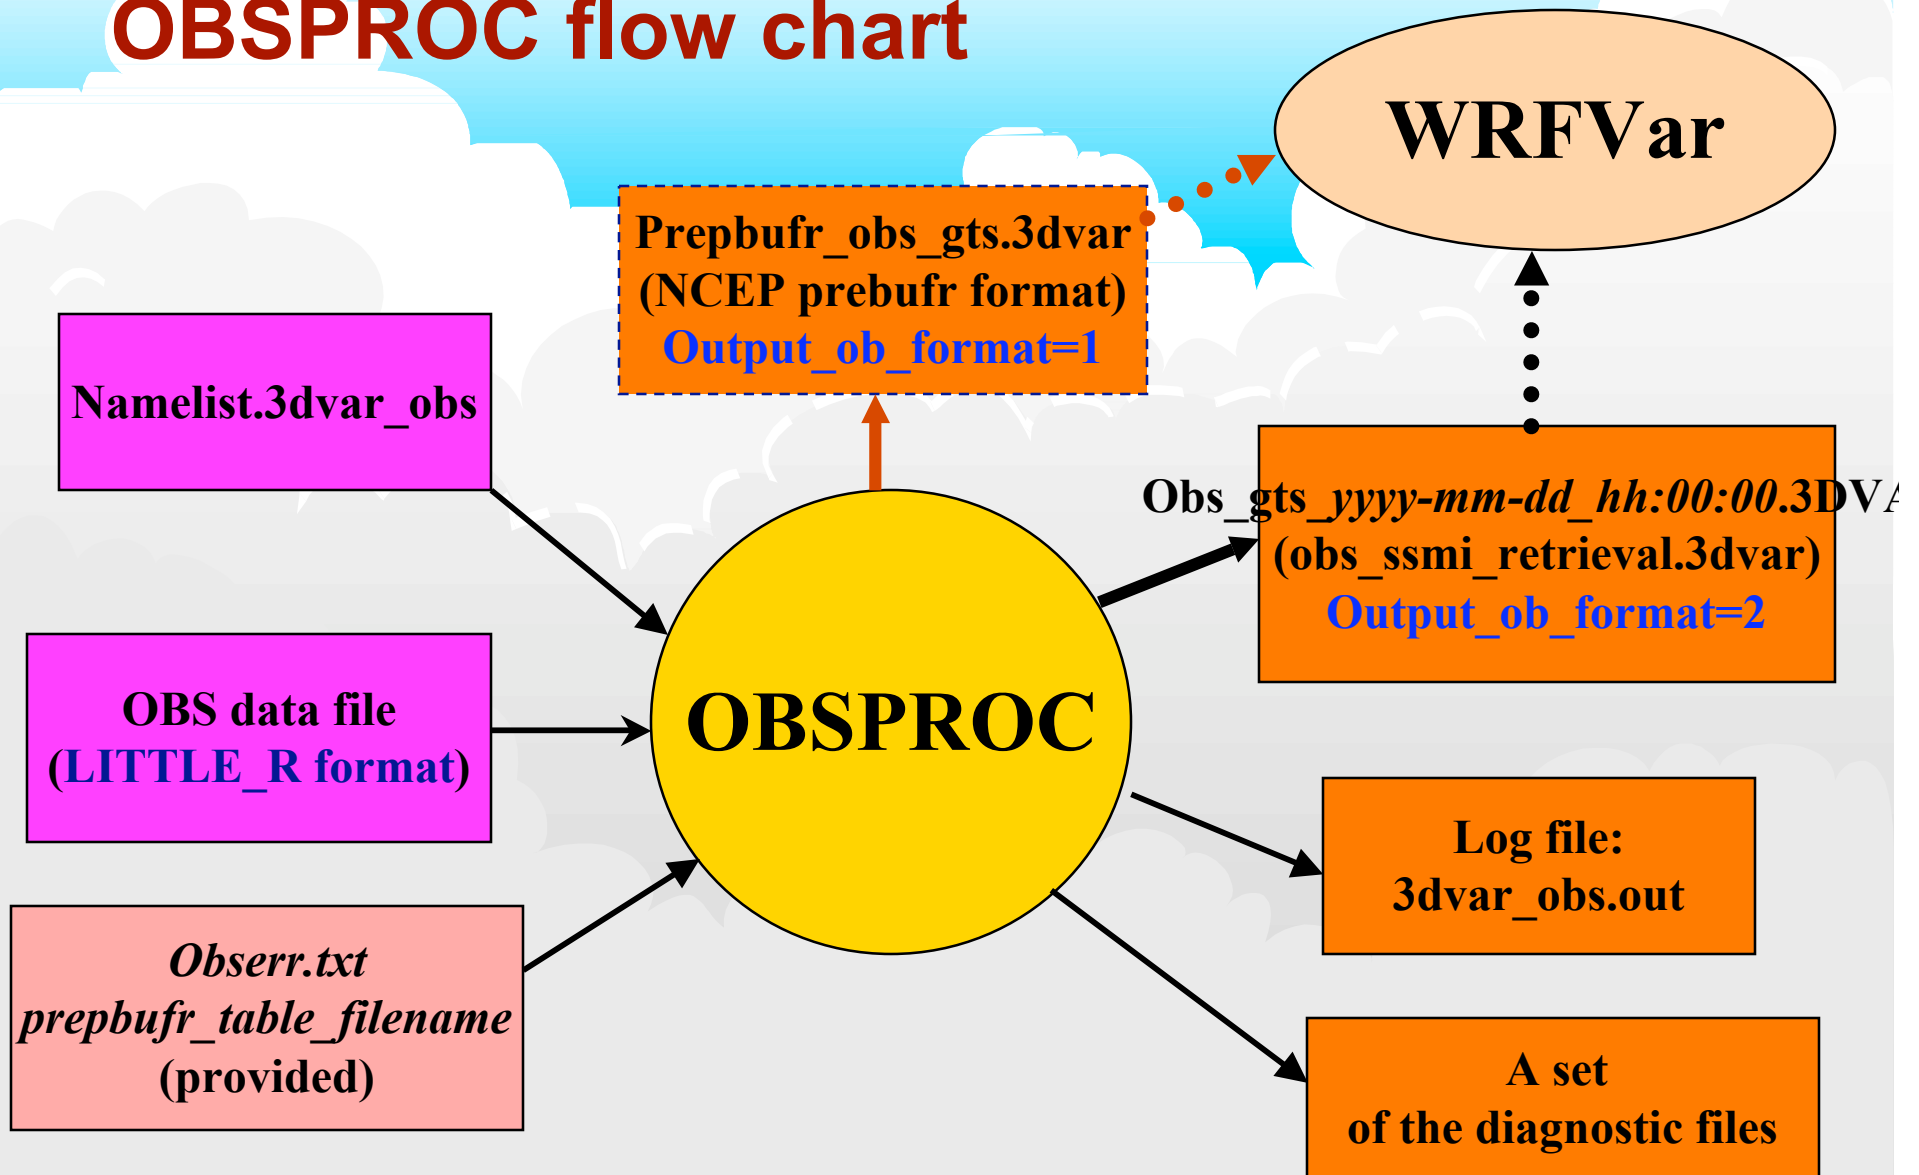 OBSPROC flow chart
WRFVar
Prepbufr_obs_gts.3dvar
(NCEP prebufr format)
Output_ob_format=1
Namelist.3dvar_obs
Obs_gts_yyyy-mm-dd_hh:00:00.3DVA
(obs_ssmi_retrieval.3dvar)
Output_ob_format=2
OBS data file
(LITTLE_R format)
OBSPROC
Log file:
3dvar_obs.out
Obserr.txt
prepbufr_table_filename
(provided)
A set
of the diagnostic files